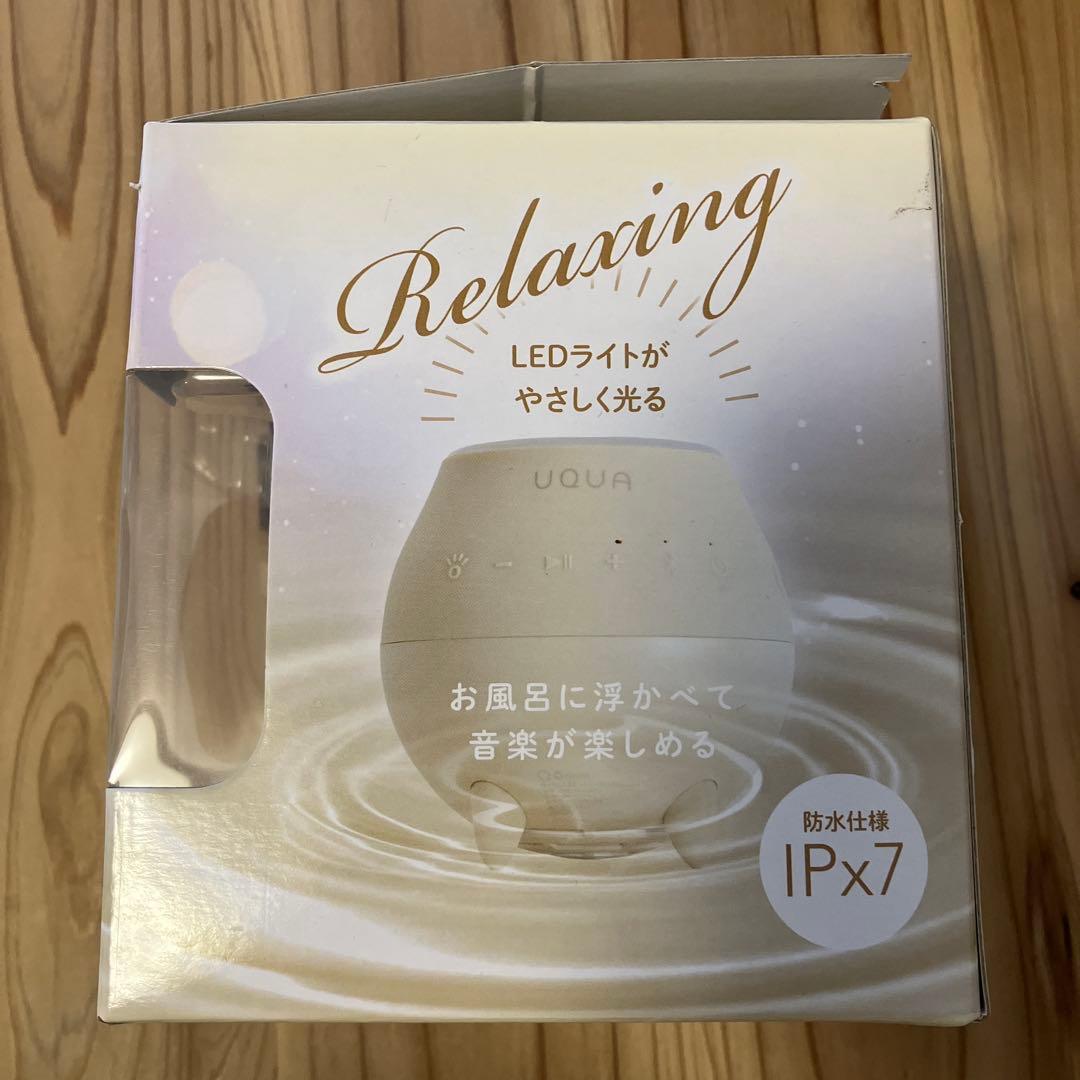 Relaxing
LEDライトが
やさしく光る
UQUA
お風呂に浮かべて
音楽が楽しめる
防水仕様
IPx7